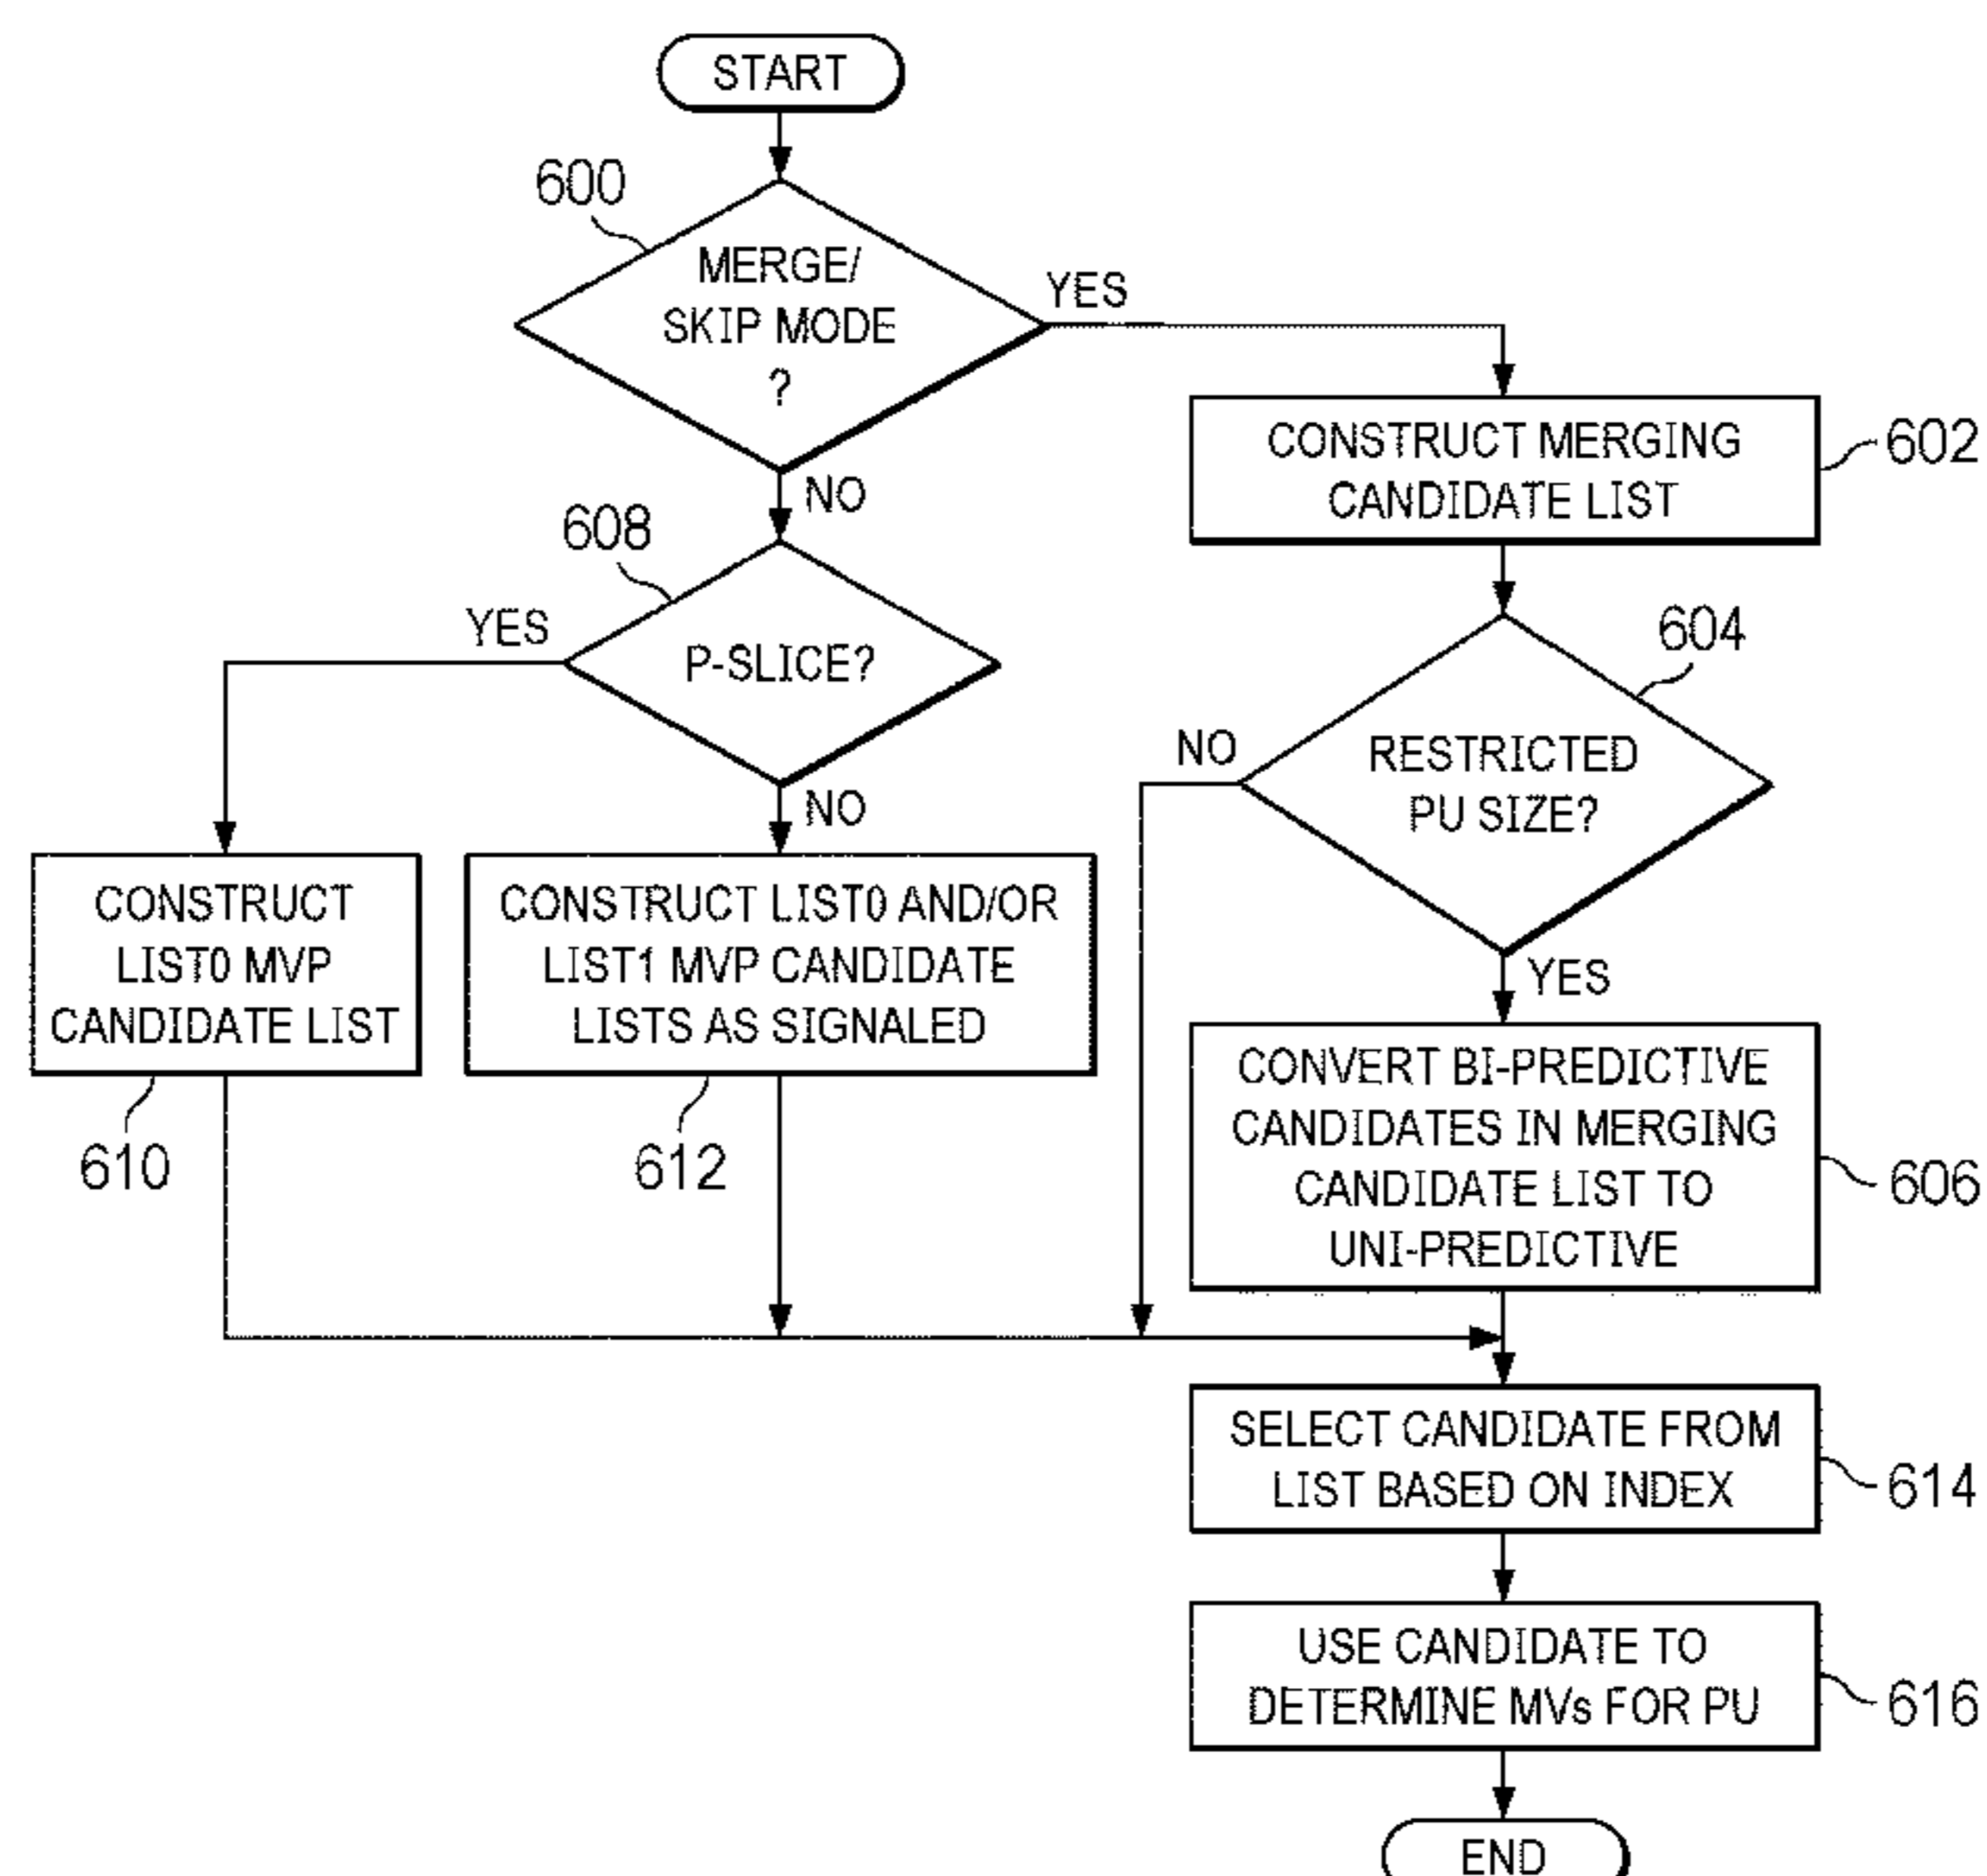 START
600
MERGE/
SKIP MODE
?
YES
NO
CONSTRUCT MERGING
CANDIDATE LIST
602
608
P-SLICE?
YES
NO
604
RESTRICTED
PU SIZE?
NO
YES
CONSTRUCT
LIST0 MVP
CANDIDATE LIST
610
CONSTRUCT LIST0 AND/OR
LIST1 MVP CANDIDATE
LISTS AS SIGNALED
612
CONVERT BI-PREDICTIVE
CANDIDATES IN MERGING
CANDIDATE LIST TO
UNI-PREDICTIVE
606
SELECT CANDIDATE FROM
LIST BASED ON INDEX
614
USE CANDIDATE TO
DETERMINE MVs FOR PU
616
END